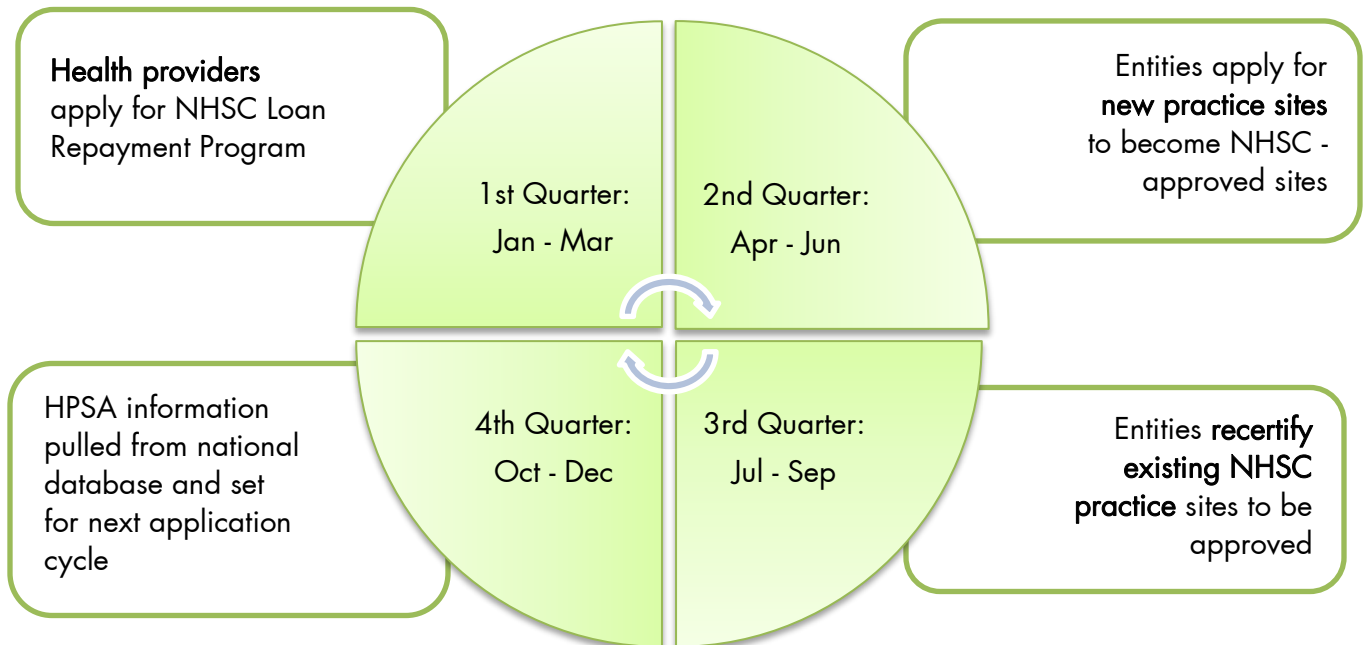 Health providers
apply for NHSC Loan
Repayment Program
1st Quarter:
Jan - Mar
2nd Quarter:
Apr - Jun
Entities apply for
new practice sites
to become NHSC -
approved sites
HPSA information
pulled from national
database and set
for next application
cycle
4th Quarter:
Oct - Dec
3rd Quarter:
Jul - Sep
Entities recertify
existing NHSC
practice sites to be
approved